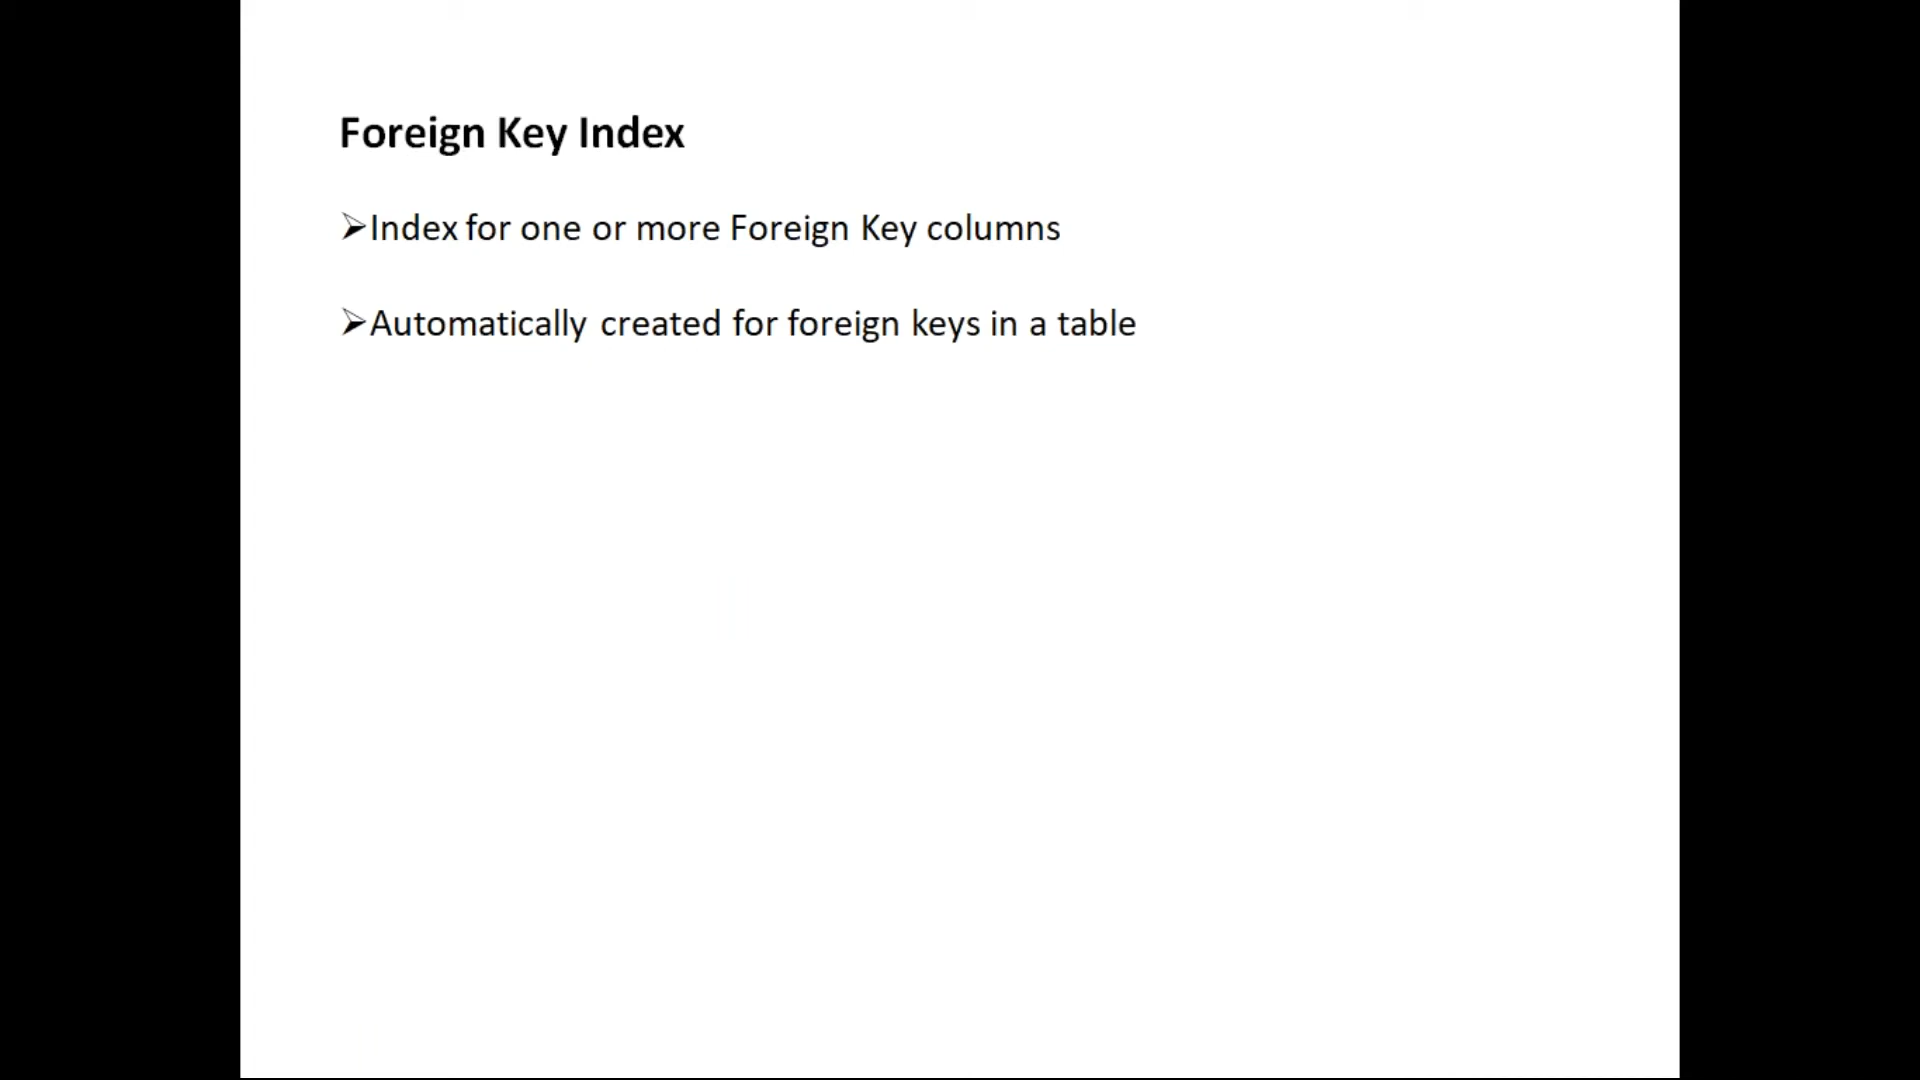 Foreign Key Index
➢Index for one or more Foreign Key columns
➢Automatically created for foreign keys in a table